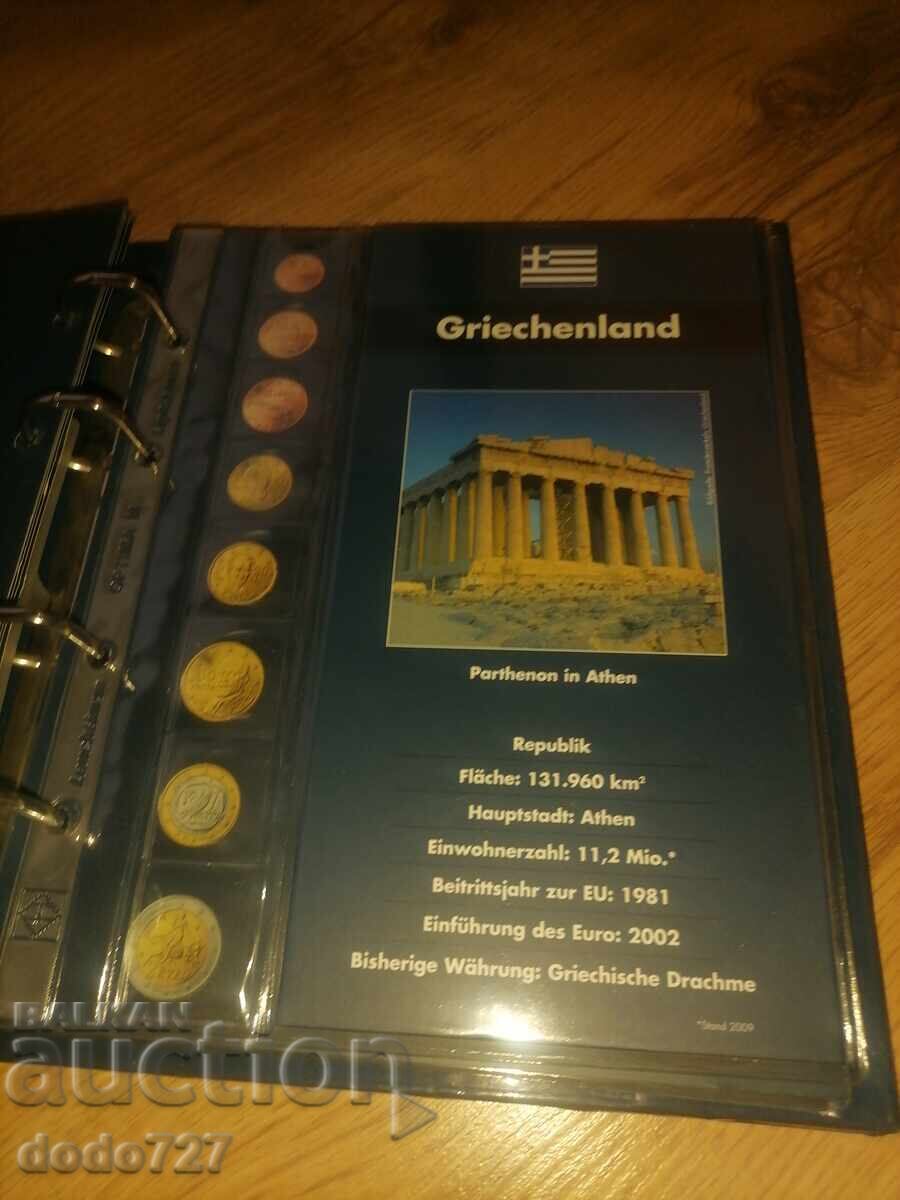 Griechenland
Parthenon in Athen
Republik
Fläche: 131.960 km²
Hauptstadt: Athen
Einwohnerzahl: 11,2 Mio.*
Beitrittsjahr zur EU: 1981
Einführung des Euro: 2002
Bisherige Währung: Griechische Drachme
*Stand 2009
OPTIMA
BALKAN
auction
dodo727